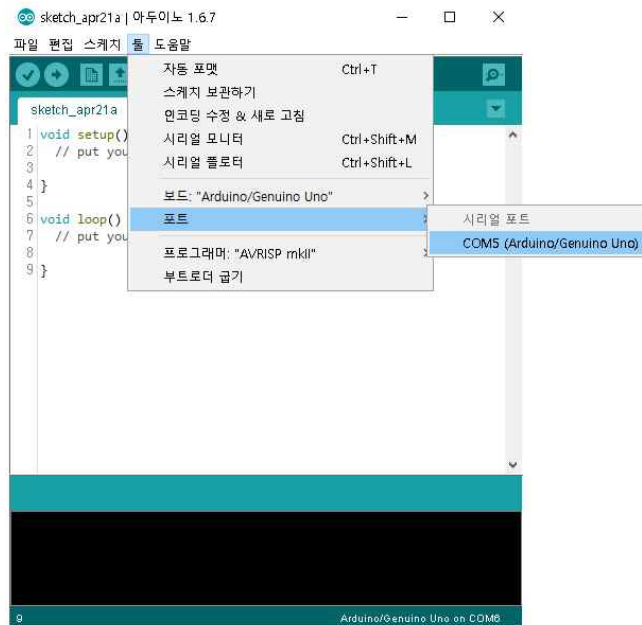 sketch_apr21a | 아두이노 1.6.7
파일 편집 스케치 툴 도움말
sketch_apr21a
1 void setup()
2 // put you
3
4 }
5
6 void loop()
7 // put you
8
9 }
자동 포맷 Ctrl+T
스케치 보관하기
인코딩 수정 & 새로 고침
시리얼 모니터 Ctrl+Shift+M
시리얼 플로터 Ctrl+Shift+L
보드: "Arduino/Genuino Uno"
포트
프로그래머: "AVRISP mkII"
부트로더 굽기
시리얼 포트
COM5 (Arduino/Genuino Uno)
9 Arduino/Genuino Uno on COM6